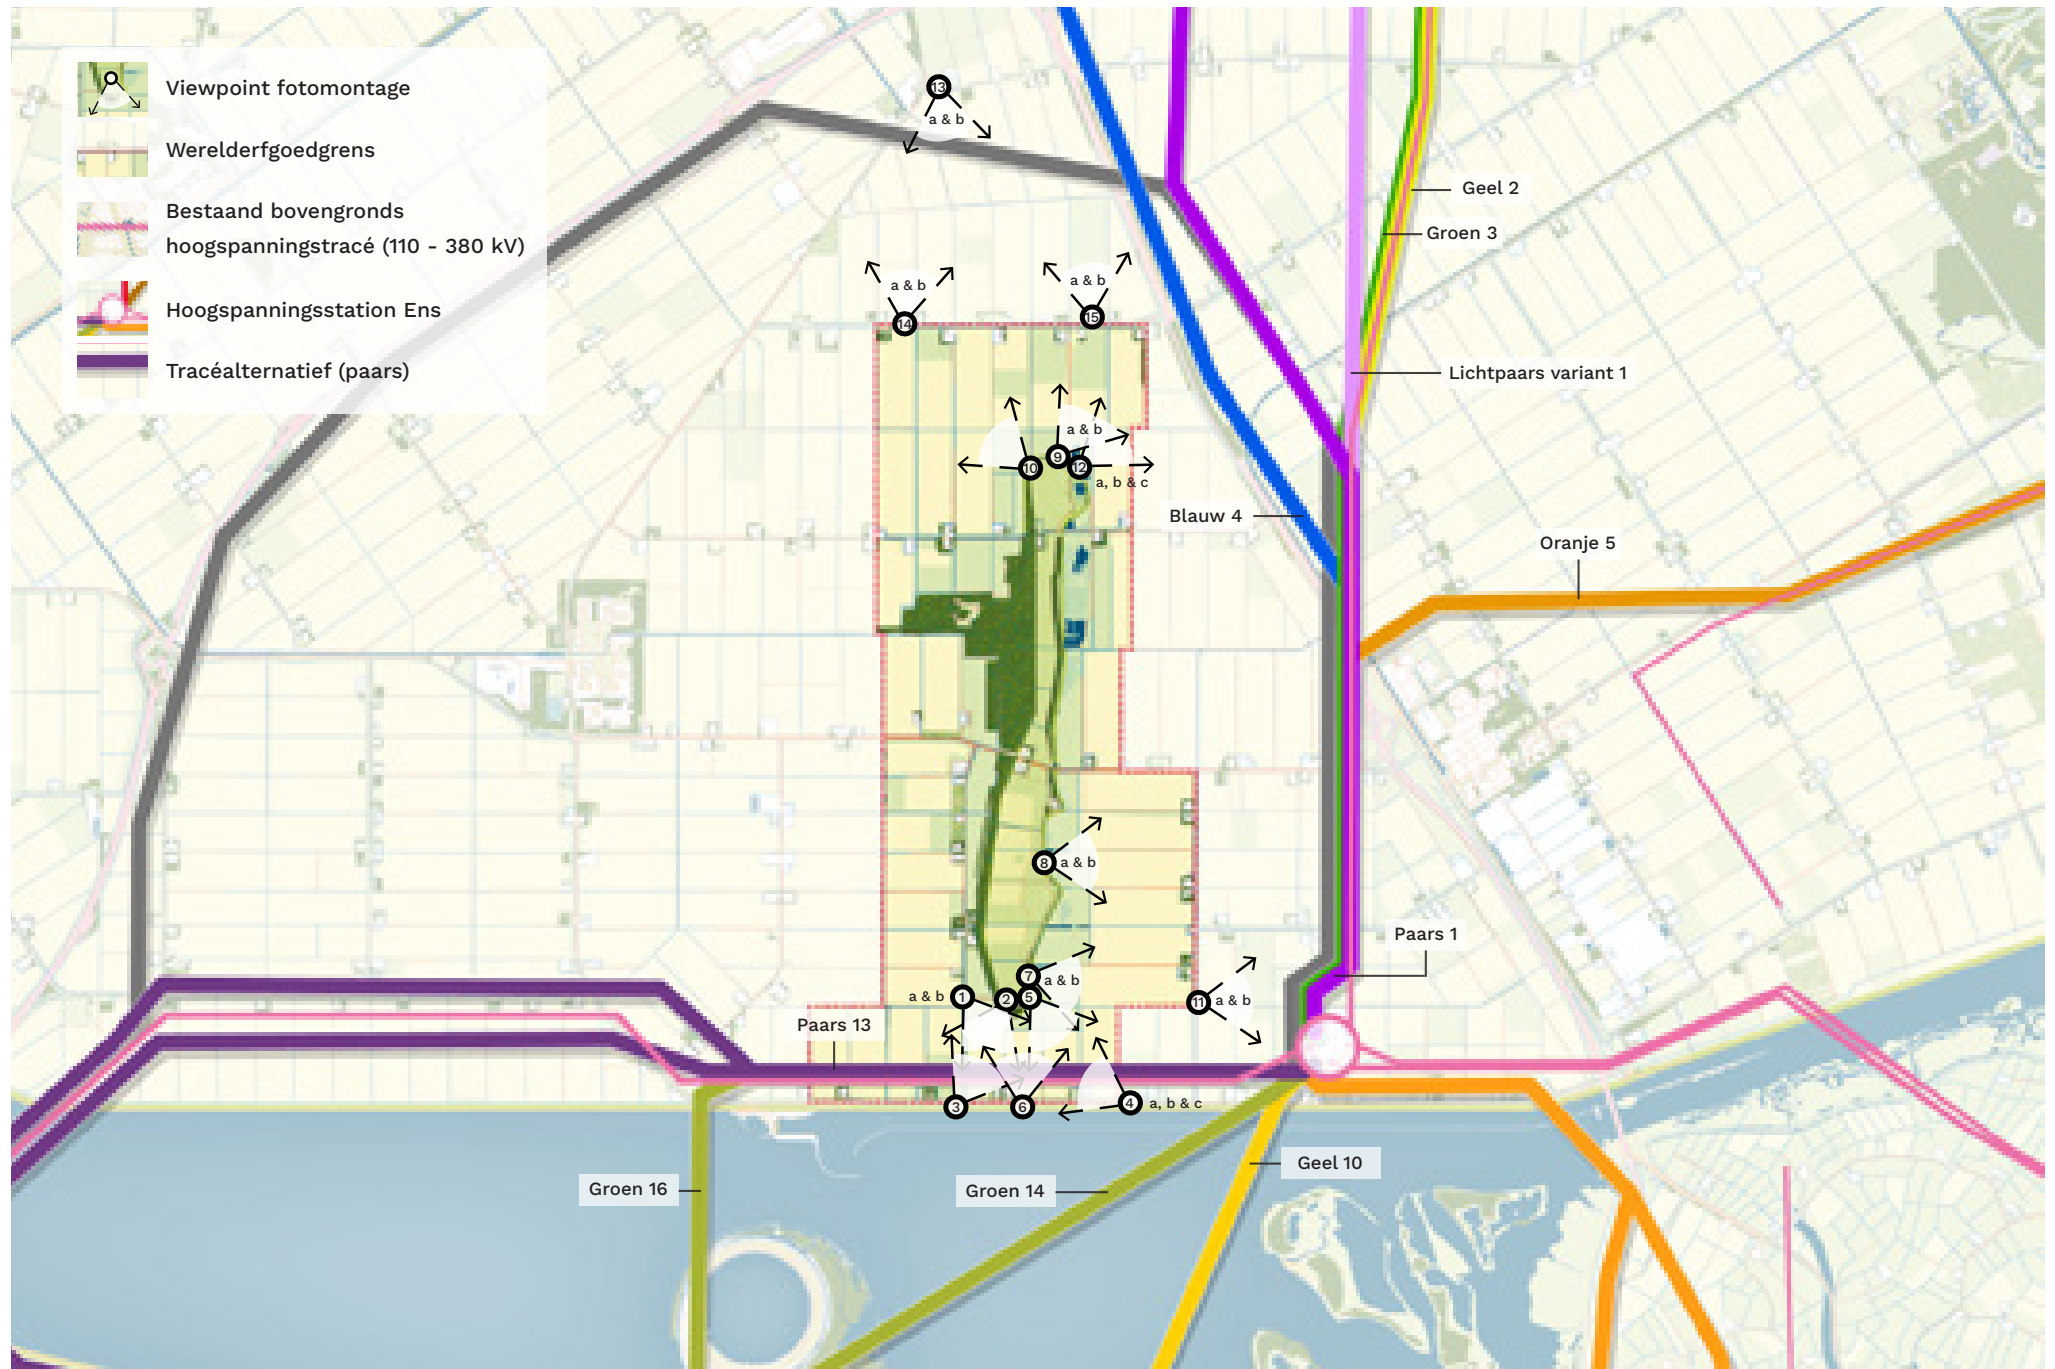 Viewpoint fotomontage
Werelderfgoedgrens
Bestaand bovengronds
hoogspanningstracé (110 - 380 kV)
Hoogspanningsstation Ens
Tracéalternatief (paars)
13
a & b
Geel 2
Groen 3
a & b
14
a & b
15
Lichtpaars variant 1
a & b
9
10
12
a, b & c
Blauw 4
Oranje 5
8
a & b
Paars 1
7
a & b
a & b
1
2
5
11
a & b
Paars 13
3
6
4
a, b & c
Geel 10
Groen 16
Groen 14